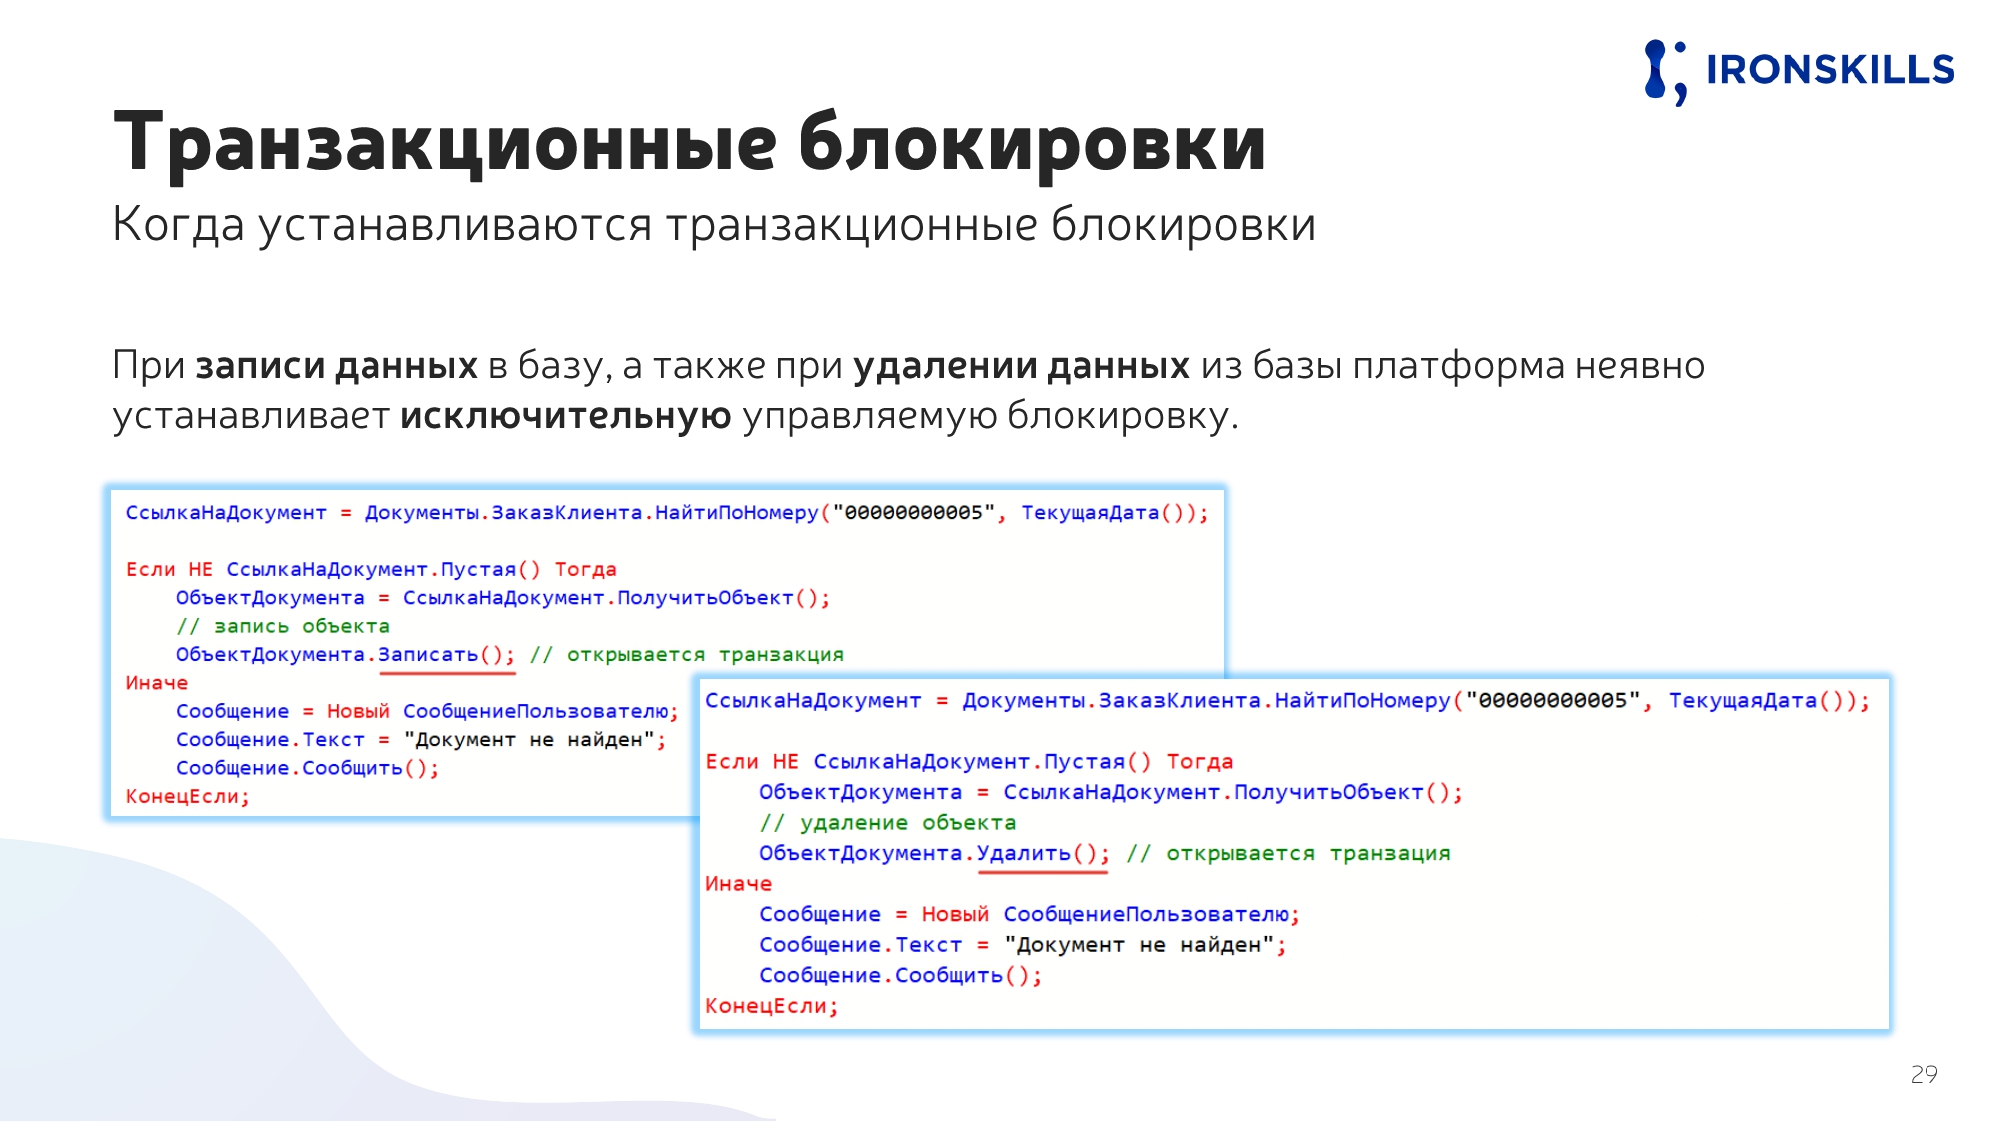 IRONSKILLS
Транзакционные блокировки
Когда устанавливаются транзакционные блокировки
При записи данных в базу, а также при удалении данных из базы платформа неявно
устанавливает исключительную управляемую блокировку.
СсылкаНаДокумент = Документы.ЗаказКлиента.НайтиПоНомеру("00000000005", ТекущаяДата());
Если НЕ СсылкаНаДокумент.Пустая() Тогда
ОбъектДокумента = СсылкаНаДокумент.ПолучитьОбъект();
// запись объекта
ОбъектДокумента.Записать(); // открывается транзакция
Иначе
Сообщение = Новый СообщениеПользователю;
Сообщение.Текст = "Документ не найден";
Сообщение.Сообщить();
КонецЕсли;
СсылкаНаДокумент = Документы.ЗаказКлиента.НайтиПоНомеру("00000000005", ТекущаяДата());
Если НЕ СсылкаНаДокумент.Пустая() Тогда
ОбъектДокумента = СсылкаНаДокумент.ПолучитьОбъект();
// удаление объекта
ОбъектДокумента.Удалить(); // открывается транзация
Иначе
Сообщение = Новый СообщениеПользователю;
Сообщение.Текст = "Документ не найден";
Сообщение.Сообщить();
КонецЕсли;
29